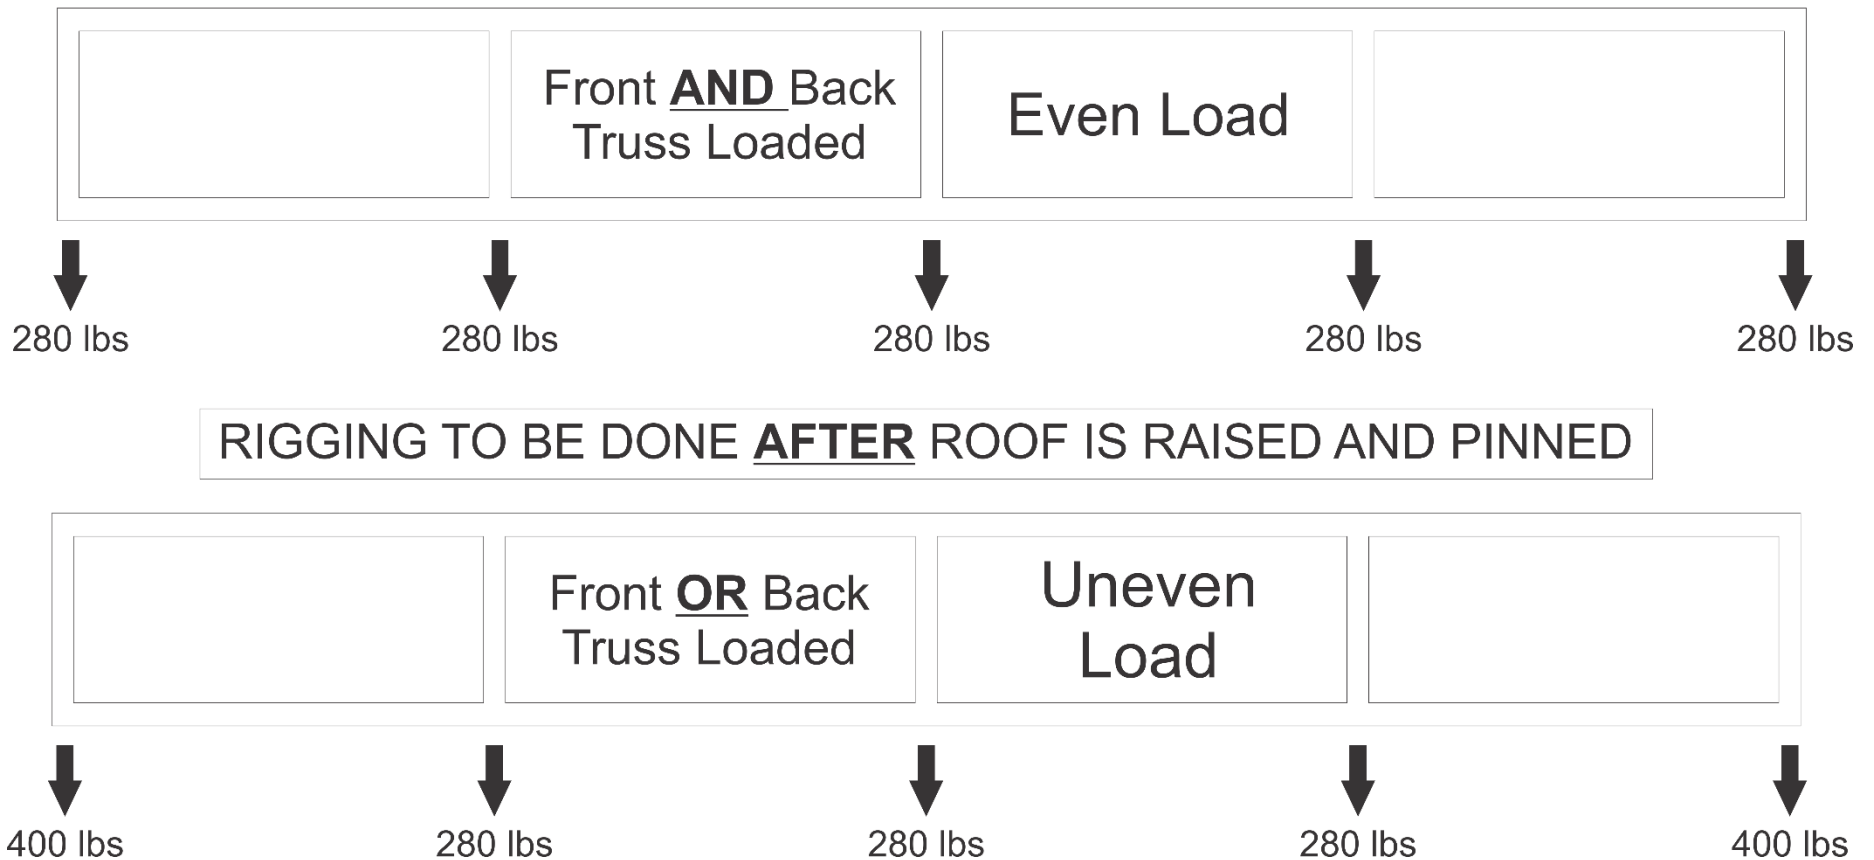 Front AND Back
Truss Loaded
Even Load
280 lbs 280 lbs 280 lbs 280 lbs 280 lbs
RIGGING TO BE DONE AFTER ROOF IS RAISED AND PINNED
Front OR Back
Truss Loaded
Uneven
Load
400 lbs 280 lbs 280 lbs 280 lbs 400 lbs